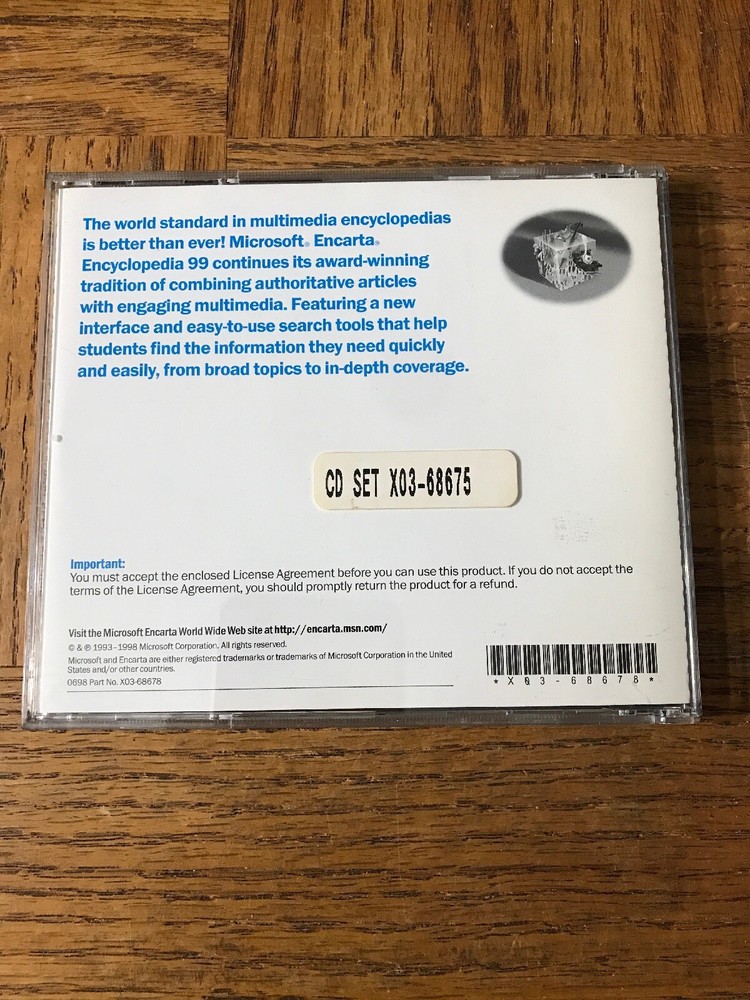 The world standard in multimedia encyclopedias
is better than ever! Microsoft® Encarta®
Encyclopedia 99 continues its award-winning
tradition of combining authoritative articles
with engaging multimedia. Featuring a new
interface and easy-to-use search tools that help
students find the information they need quickly
and easily, from broad topics to in-depth coverage.
CD SET X03-68675
Important:
You must accept the enclosed License Agreement before you can use this product. If you do not accept the
terms of the License Agreement, you should promptly return the product for a refund.
Visit the Microsoft Encarta World Wide Web site at http://encarta.msn.com/
© & ℗ 1993–1998 Microsoft Corporation. All rights reserved.
Microsoft and Encarta are either registered trademarks or trademarks of Microsoft Corporation in the United
States and/or other countries.
0698 Part No. X03-68678
*X03-68678*